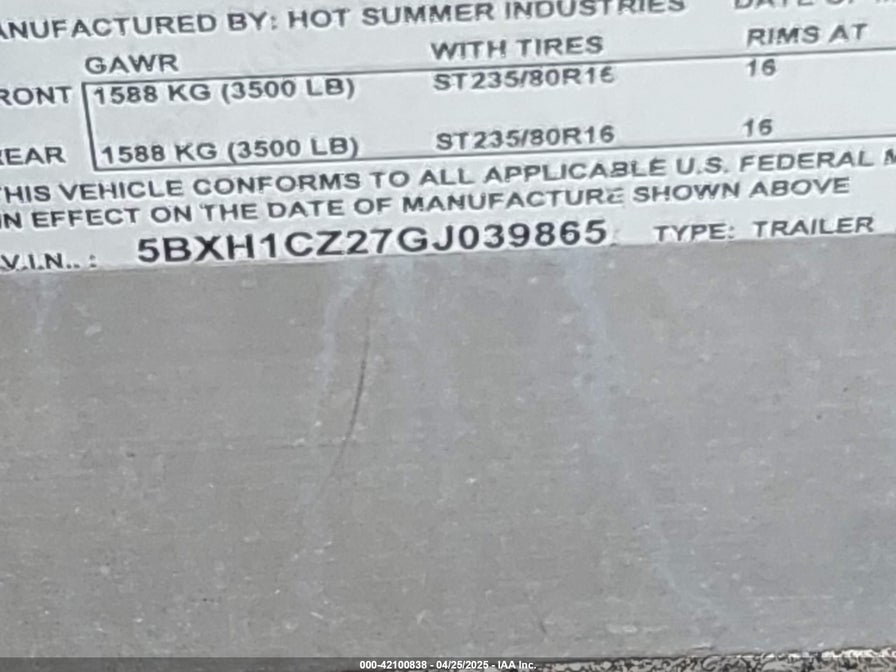 ANUFACTURED BY: HOT SUMMER INDUSTRIES
GAWR WITH TIRES RIMS AT
RONT 1588 KG (3500 LB) ST235/80R16 16
REAR 1588 KG (3500 LB) ST235/80R16 16
THIS VEHICLE CONFORMS TO ALL APPLICABLE U.S. FEDERAL M
IN EFFECT ON THE DATE OF MANUFACTURE SHOWN ABOVE
V.I.N..: 5BXH1CZ27GJ039865 TYPE: TRAILER
000-42100838 - 04/25/2025 - IAA Inc.